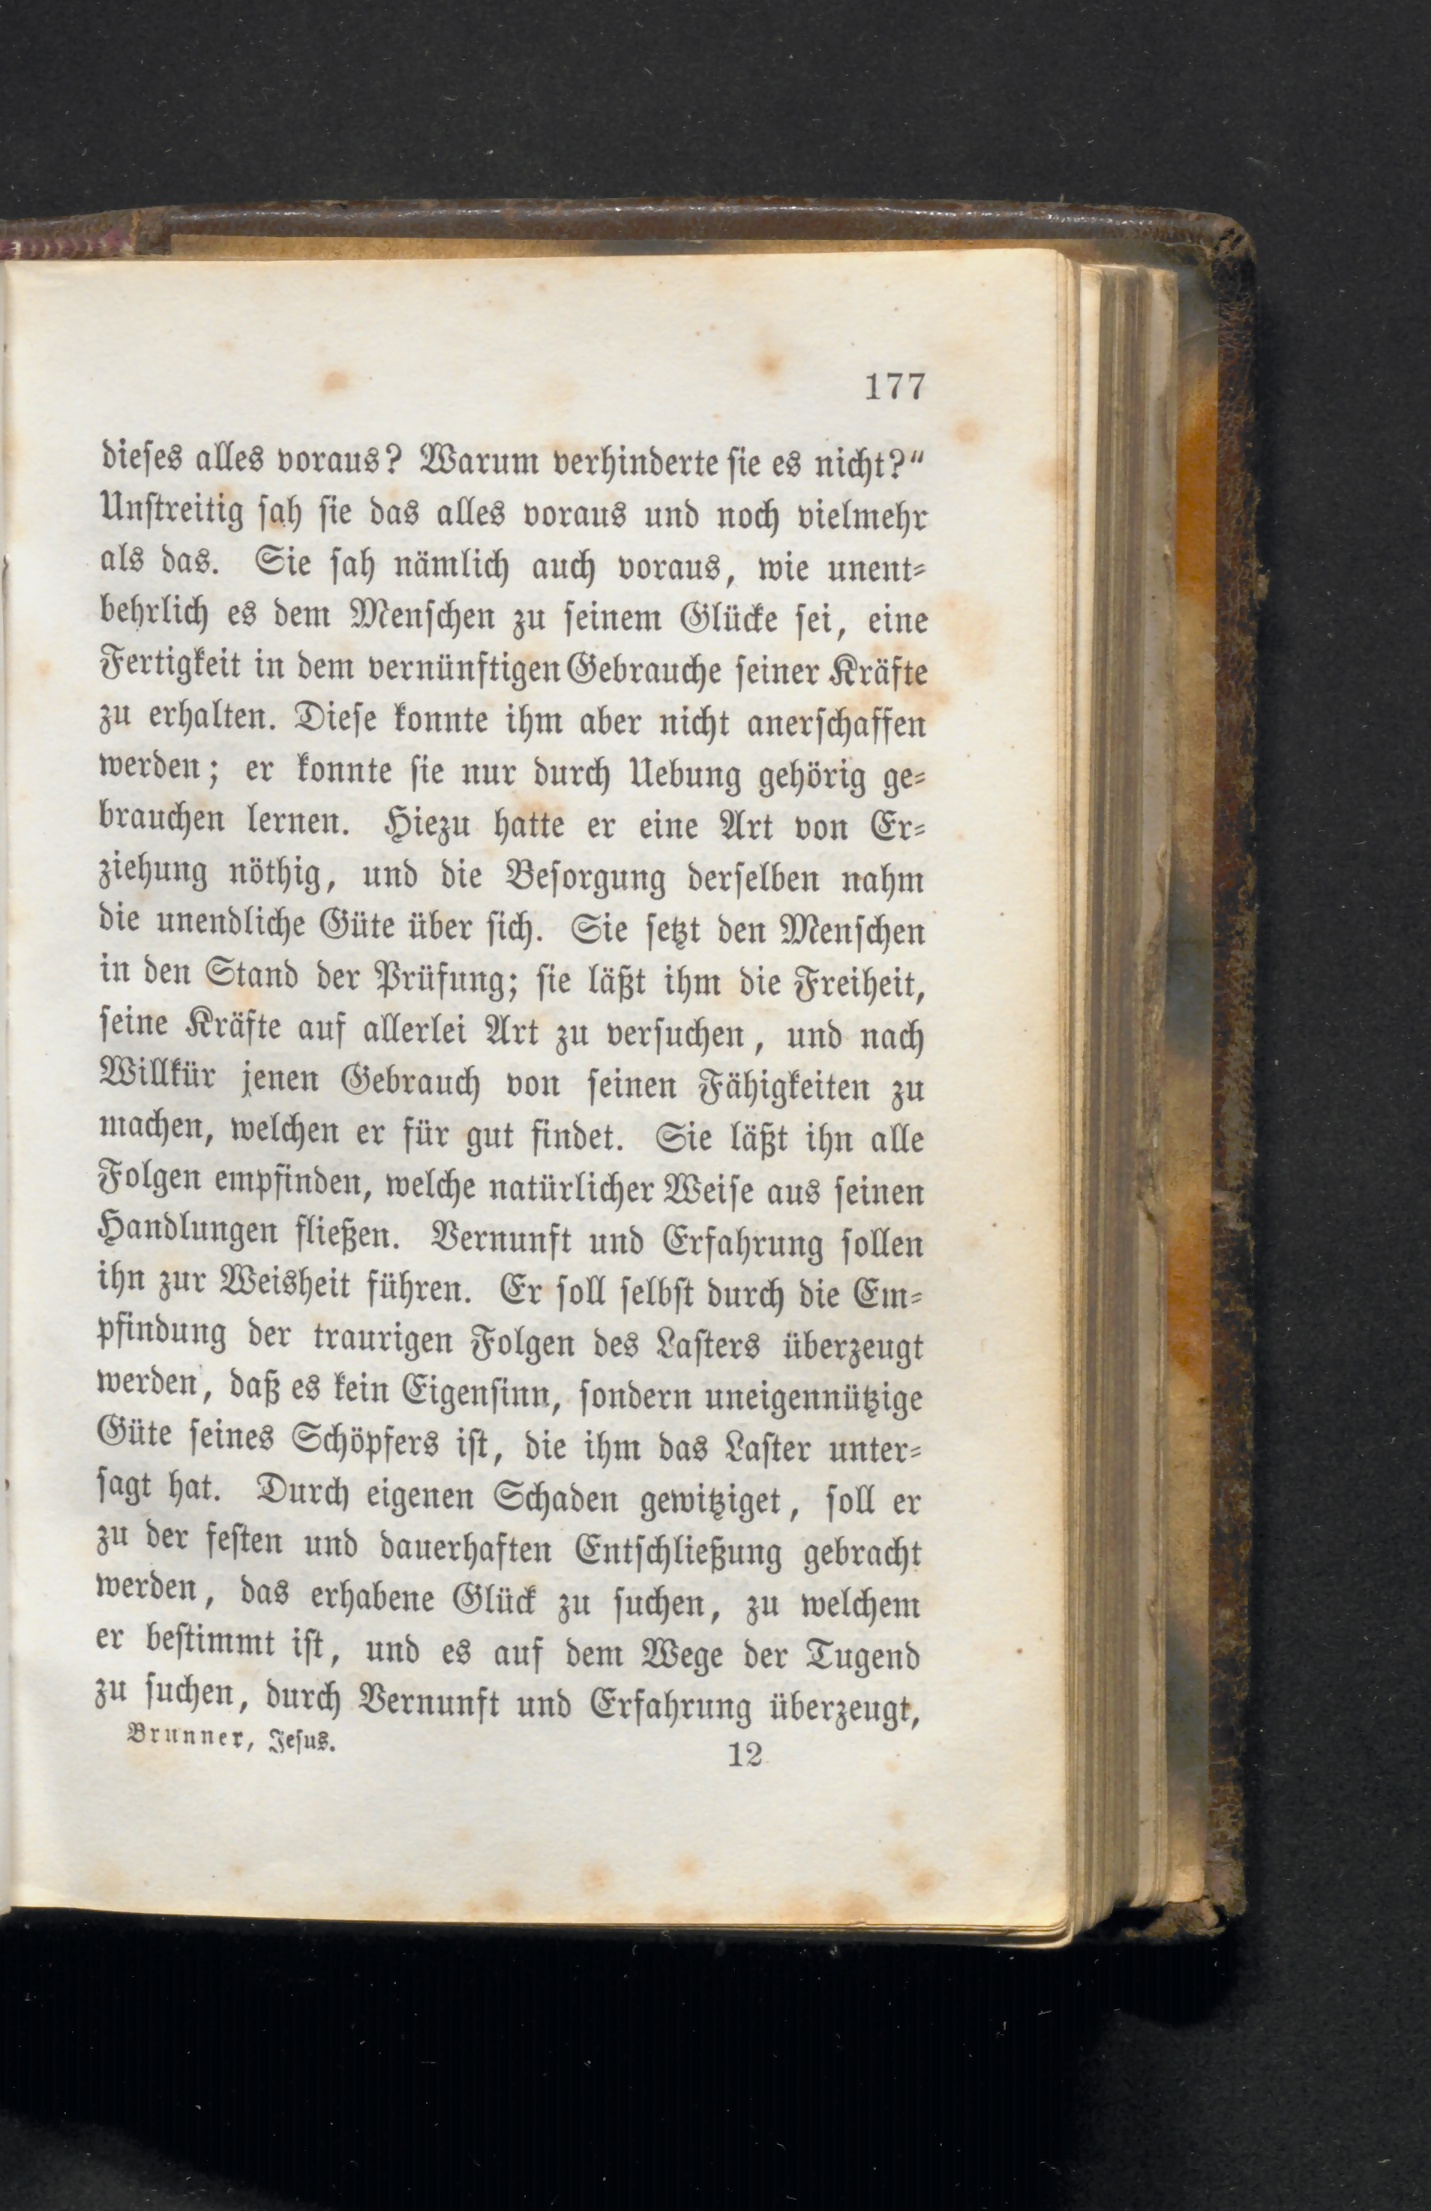 177
dieses alles voraus? Warum verhinderte sie es nicht?“
Unstreitig sah sie das alles voraus und noch vielmehr
als das. Sie sah nämlich auch voraus, wie unent-
behrlich es dem Menschen zu seinem Glücke sei, eine
Fertigkeit in dem vernünftigen Gebrauche seiner Kräfte
zu erhalten. Diese konnte ihm aber nicht anerschaffen
werden; er konnte sie nur durch Uebung gehörig ge-
brauchen lernen. Hiezu hatte er eine Art von Er-
ziehung nöthig, und die Besorgung derselben nahm
die unendliche Güte über sich. Sie setzt den Menschen
in den Stand der Prüfung; sie läßt ihm die Freiheit,
seine Kräfte auf allerlei Art zu versuchen, und nach
Willkür jenen Gebrauch von seinen Fähigkeiten zu
machen, welchen er für gut findet. Sie läßt ihn alle
Folgen empfinden, welche natürlicher Weise aus seinen
Handlungen fließen. Vernunft und Erfahrung sollen
ihn zur Weisheit führen. Er soll selbst durch die Em-
pfindung der traurigen Folgen des Lasters überzeugt
werden, daß es kein Eigensinn, sondern uneigennützige
Güte seines Schöpfers ist, die ihm das Laster unter-
sagt hat. Durch eigenen Schaden gewitziget, soll er
zu der festen und dauerhaften Entschließung gebracht
werden, das erhabene Glück zu suchen, zu welchem
er bestimmt ist, und es auf dem Wege der Tugend
zu suchen, durch Vernunft und Erfahrung überzeugt,
Brunner, Jesus. 12